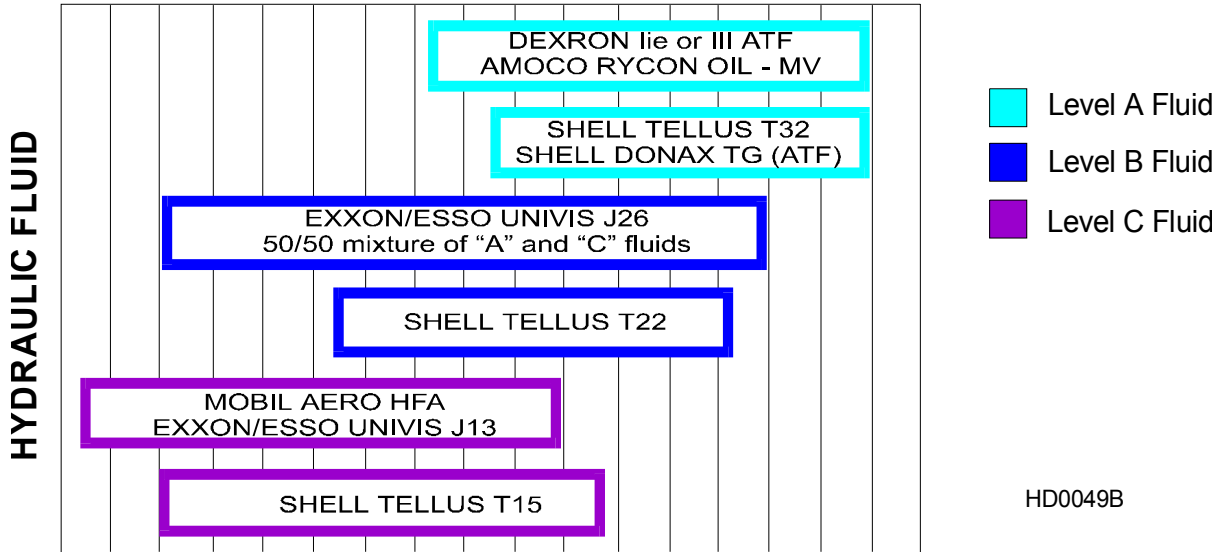 HYDRAULIC FLUID
DEXRON IIe or III ATF
AMOCO RYCON OIL - MV
SHELL TELLUS T32
SHELL DONAX TG (ATF)
EXXON/ESSO UNIVIS J26
50/50 mixture of “A” and “C” fluids
SHELL TELLUS T22
MOBIL AERO HFA
EXXON/ESSO UNIVIS J13
SHELL TELLUS T15
Level A Fluid
Level B Fluid
Level C Fluid
HD0049B